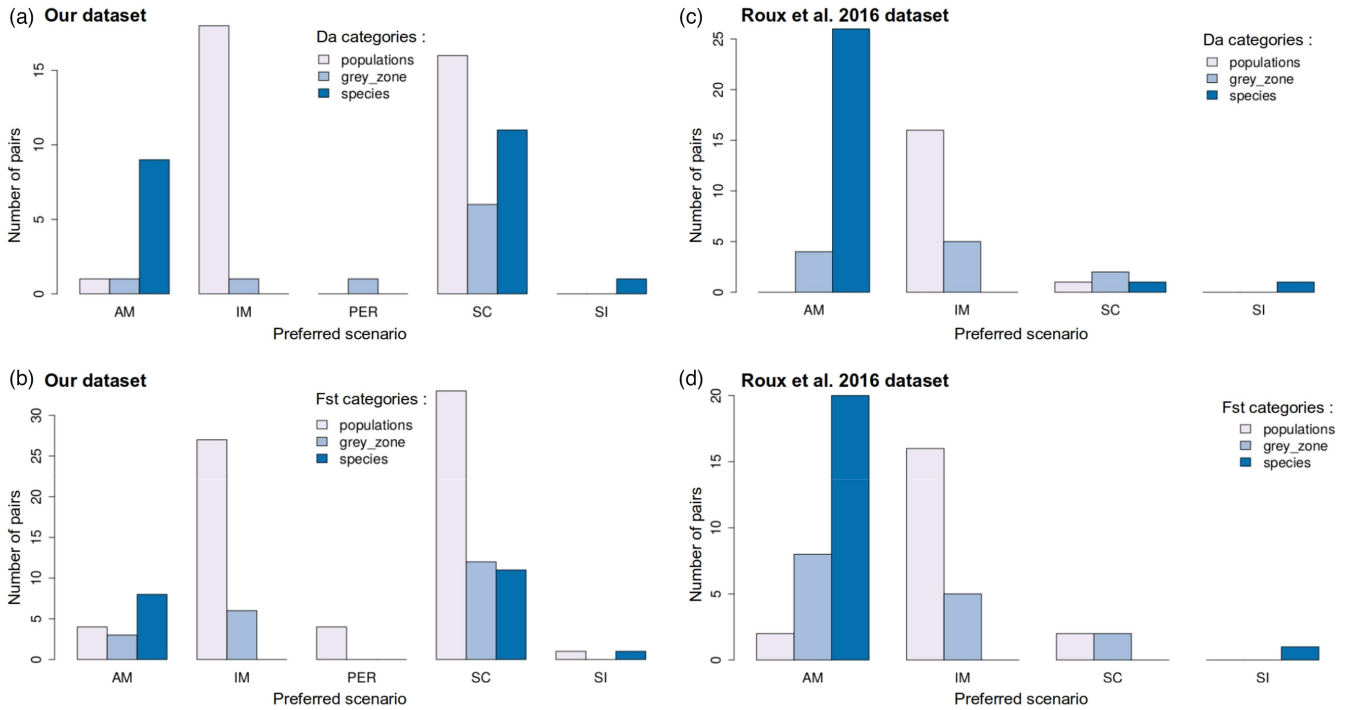 (a) Our dataset
Da categories :
populations
grey_zone
species
Number of pairs
15
10
5
0
AM IM PER SC SI
Preferred scenario
(c) Roux et al. 2016 dataset
Da categories :
populations
grey_zone
species
Number of pairs
25
20
15
10
5
0
AM IM SC SI
Preferred scenario
(b) Our dataset
Fst categories :
populations
grey_zone
species
Number of pairs
30
25
20
15
10
5
0
AM IM PER SC SI
Preferred scenario
(d) Roux et al. 2016 dataset
Fst categories :
populations
grey_zone
species
Number of pairs
20
15
10
5
0
AM IM SC SI
Preferred scenario